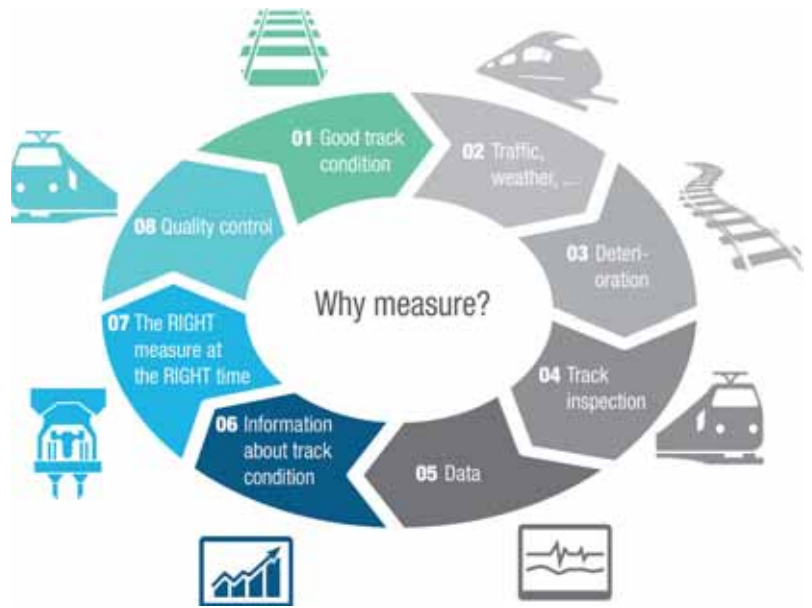 01 Good track
condition
02 Traffic,
weather, ...
03 Deteri-
oration
04 Track
inspection
05 Data
06 Information
about track
condition
07 The RIGHT
measure at
the RIGHT time
08 Quality control
Why measure?